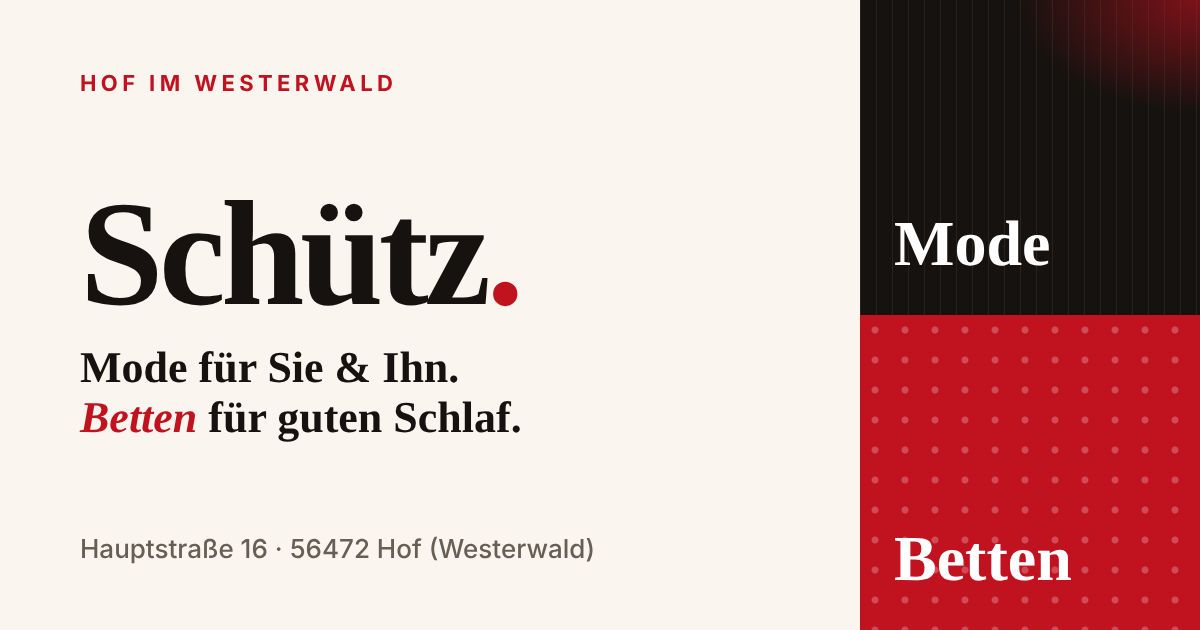 HOF IM WESTERWALD
Schütz.
Mode für Sie & Ihn.
Betten für guten Schlaf.
Hauptstraße 16 · 56472 Hof (Westerwald)
Mode
Betten